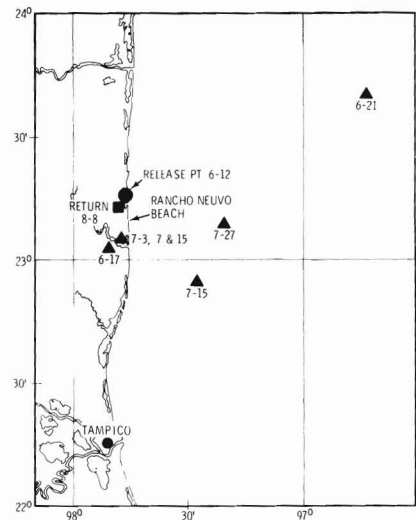 24°
6-21
30'
RELEASE PT 6-12
RETURN
8-8
RANCHO NEUVO
BEACH
7-3, 7 & 15
7-27
6-17
23°
7-15
30'
TAMPICO
22°
98°
30'
97°